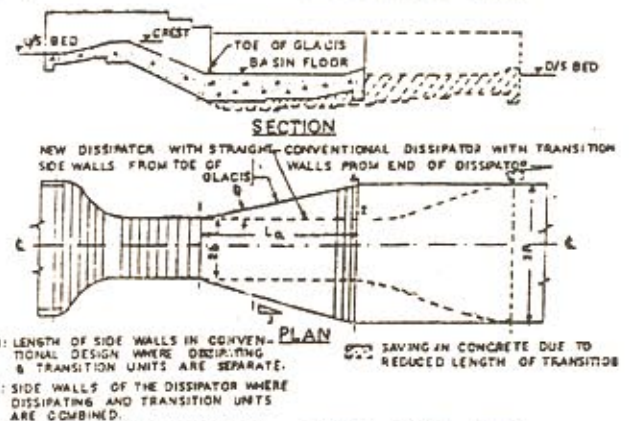 U/S BED
CREST
TOE OF GLACIS
BASIN FLOOR
D/S BED
SECTION
NEW DISSIPATOR WITH STRAIGHT
SIDE WALLS FROM TOE OF
GLACIS
CONVENTIONAL DISSIPATOR WITH TRANSITION
WALLS FROM END OF DISSIPATOR
PLAN
: LENGTH OF SIDE WALLS IN CONVEN-
TIONAL DESIGN WHERE DISSIPATING
& TRANSITION UNITS ARE SEPARATE.
: SIDE WALLS OF THE DISSIPATOR WHERE
DISSIPATING AND TRANSITION UNITS
ARE COMBINED.
SAVING IN CONCRETE DUE TO
REDUCED LENGTH OF TRANSITION